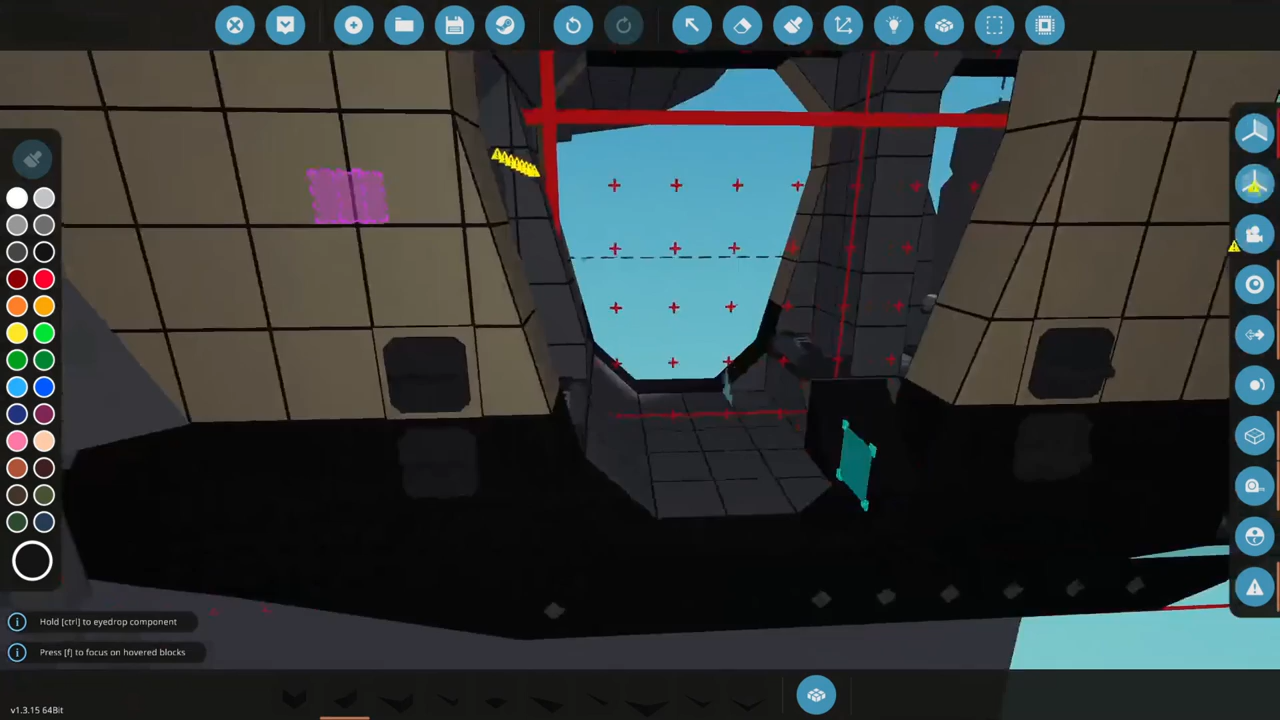 Hold [ctrl] to eyedrop component
Press [f] to focus on hovered blocks
v1.3.15 64Bit